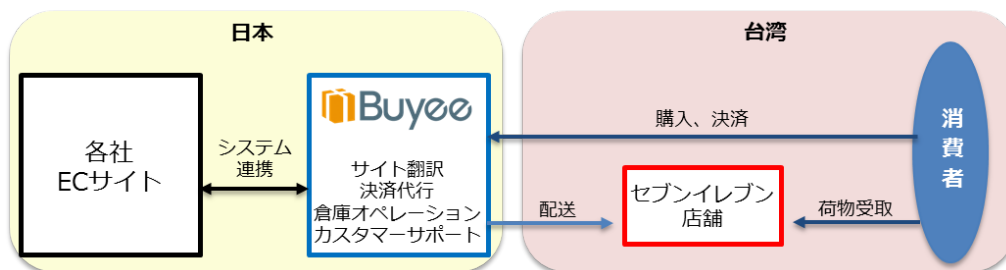 日本
台湾
各社
ECサイト
システム
連携
Buyee
サイト翻訳
決済代行
倉庫オペレーション
カスタマーサポート
購入、決済
配送
セブンイレブン
店舗
荷物受取
消費者